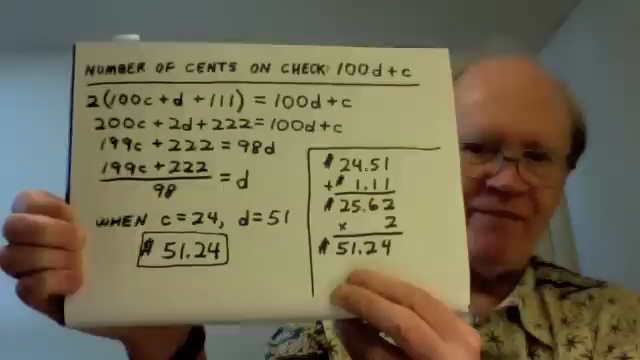 NUMBER OF CENTS ON CHECK: 100d+c
2(100c+d+111)=100d+c
200c+2d+222=100d+c
199c+222=98d
199c+222
98
=d
WHEN c=24, d=51
$51.24
$24.51
+$1.11
$25.62
x 2
$51.24